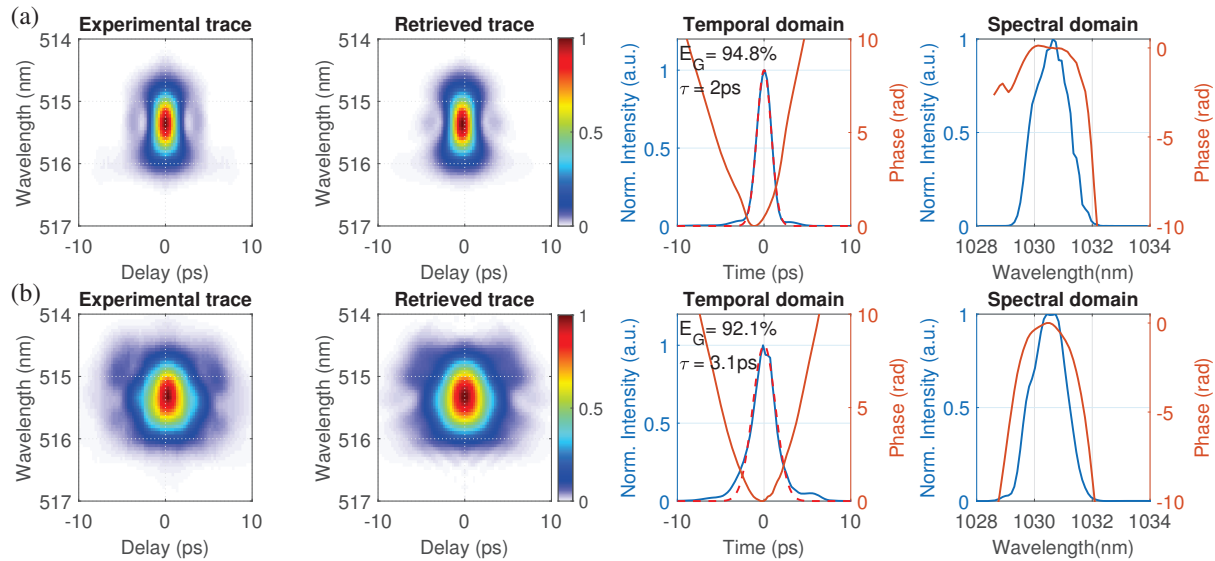 (a)
Experimental trace
Retrieved trace
Temporal domain
Spectral domain
514
515
516
517
Wavelength (nm)
-10
0
10
Delay (ps)
514
515
516
517
Wavelength (nm)
-10
0
10
Delay (ps)
1
0.5
0
E_G= 94.8%
τ = 2ps
1
0.5
0
Norm. Intensity (a.u.)
10
5
0
Phase (rad)
-10
0
10
Time (ps)
1
0.5
0
Norm. Intensity (a.u.)
0
-5
-10
Phase (rad)
1028
1030
1032
1034
Wavelength(nm)
(b)
Experimental trace
Retrieved trace
Temporal domain
Spectral domain
514
515
516
517
Wavelength (nm)
-10
0
10
Delay (ps)
514
515
516
517
Wavelength (nm)
-10
0
10
Delay (ps)
1
0.5
0
E_G= 92.1%
τ = 3.1ps
1
0.5
0
Norm. Intensity (a.u.)
10
5
0
Phase (rad)
-10
0
10
Time (ps)
1
0.5
0
Norm. Intensity (a.u.)
0
-5
-10
Phase (rad)
1028
1030
1032
1034
Wavelength(nm)